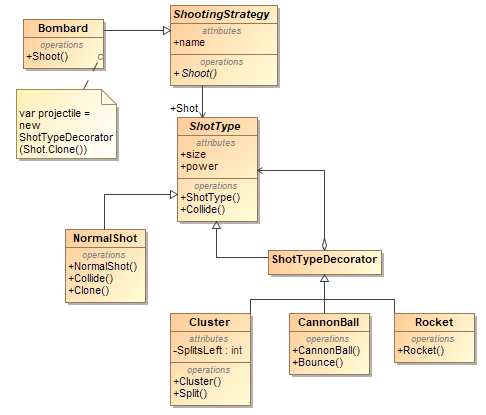 Bombard
operations
+Shoot()
ShootingStrategy
attributes
+name
operations
+Shoot()
var projectile =
new
ShotTypeDecorator
(Shot.Clone())
+Shot
ShotType
attributes
+size
+power
operations
+ShotType()
+Collide()
NormalShot
operations
+NormalShot()
+Collide()
+Clone()
ShotTypeDecorator
Cluster
attributes
-SplitsLeft : int
operations
+Cluster()
+Split()
CannonBall
operations
+CannonBall()
+Bounce()
Rocket
operations
+Rocket()